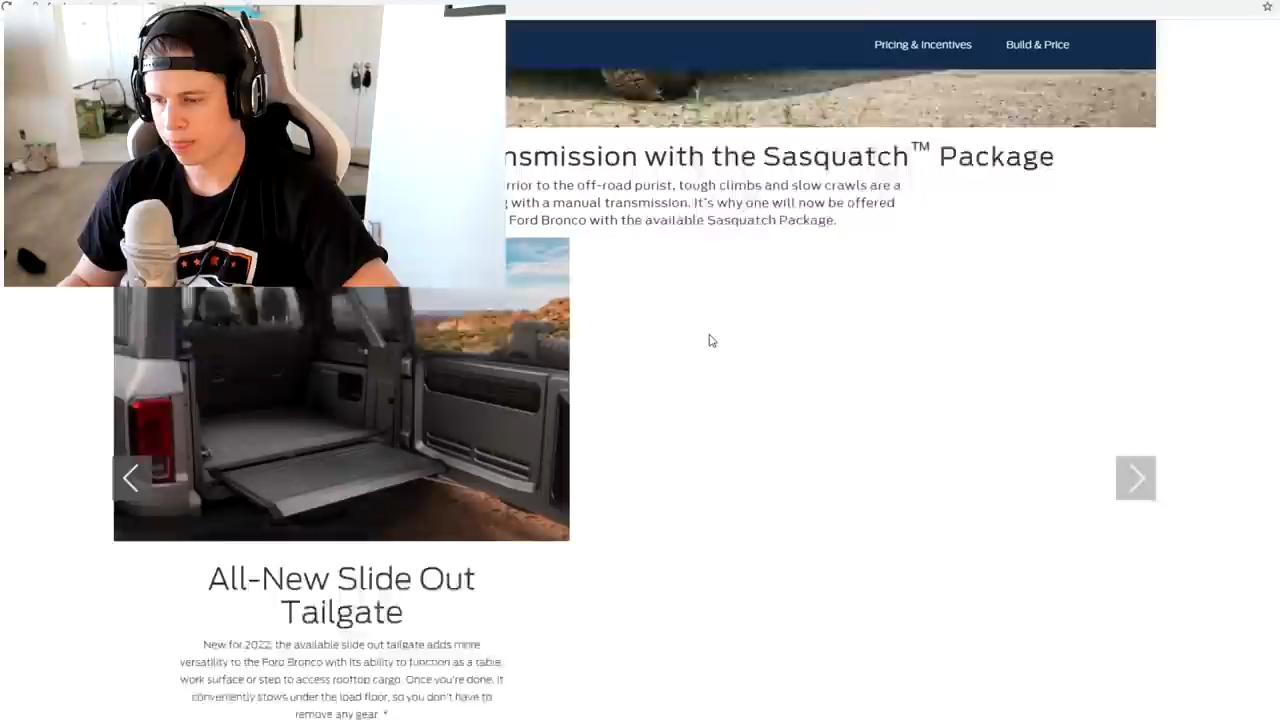 Pricing & Incentives Build & Price
nsmission with the Sasquatch™ Package
rrior to the off-road purist, tough climbs and slow crawls are a
with a manual transmission. It's why one will now be offered
Ford Bronco with the available Sasquatch Package.
All-New Slide Out
Tailgate
New for 2022, the available slide out tailgate adds more
versatility to the Ford Bronco with its ability to function as a table,
work surface or step to access rooftop cargo. Once you're done, it
conveniently stows under the load floor, so you don't have to
remove any gear. *